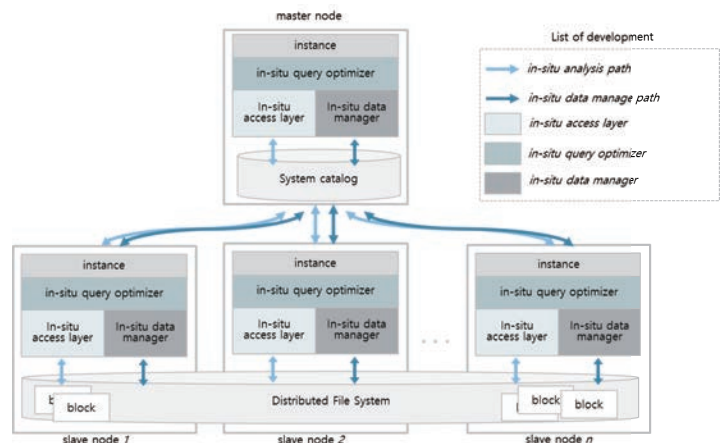 master node
instance
in-situ query optimizer
In-situ
access layer
In-situ data
manager
System catalog
List of development
in-situ analysis path
in-situ data manage path
in-situ access layer
in-situ query optimizer
in-situ data manager
instance
in-situ query optimizer
In-situ
access layer
In-situ data
manager
instance
in-situ query optimizer
In-situ
access layer
In-situ data
manager
. . .
instance
in-situ query optimizer
In-situ
access layer
In-situ data
manager
block
Distributed File System
block
block
slave node 1
slave node 2
slave node n